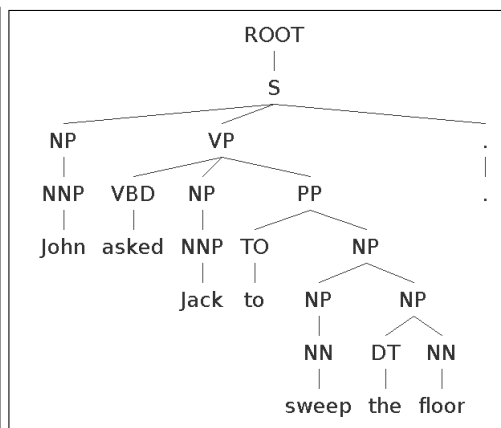 ROOT
S
NP VP .
NNP VBD NP PP .
John asked NNP TO NP
Jack to NP NP
NN DT NN
sweep the floor